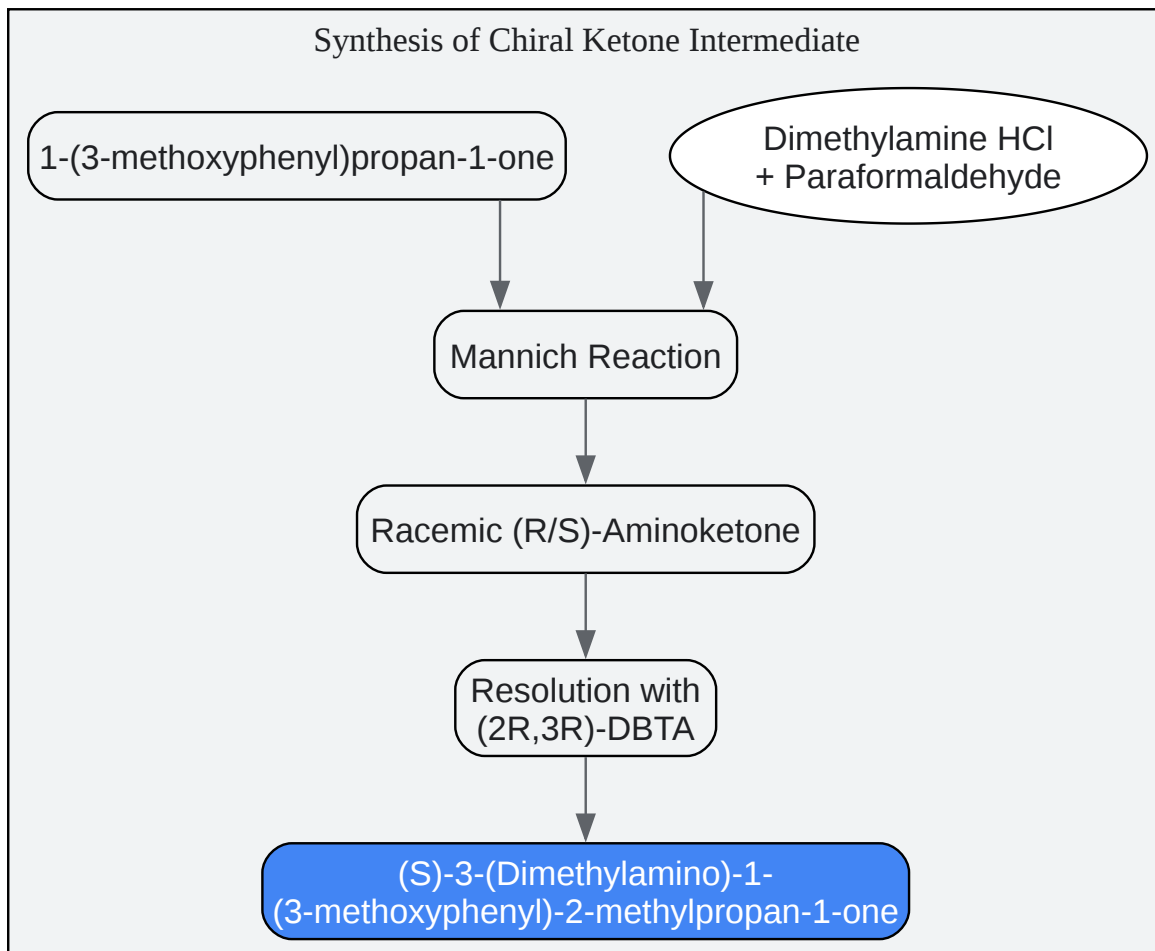 Synthesis of Chiral Ketone Intermediate
1-(3-methoxyphenyl)propan-1-one
Dimethylamine HCl
+ Paraformaldehyde
Mannich Reaction
Racemic (R/S)-Aminoketone
Resolution with
(2R,3R)-DBTA
(S)-3-(Dimethylamino)-1-
(3-methoxyphenyl)-2-methylpropan-1-one